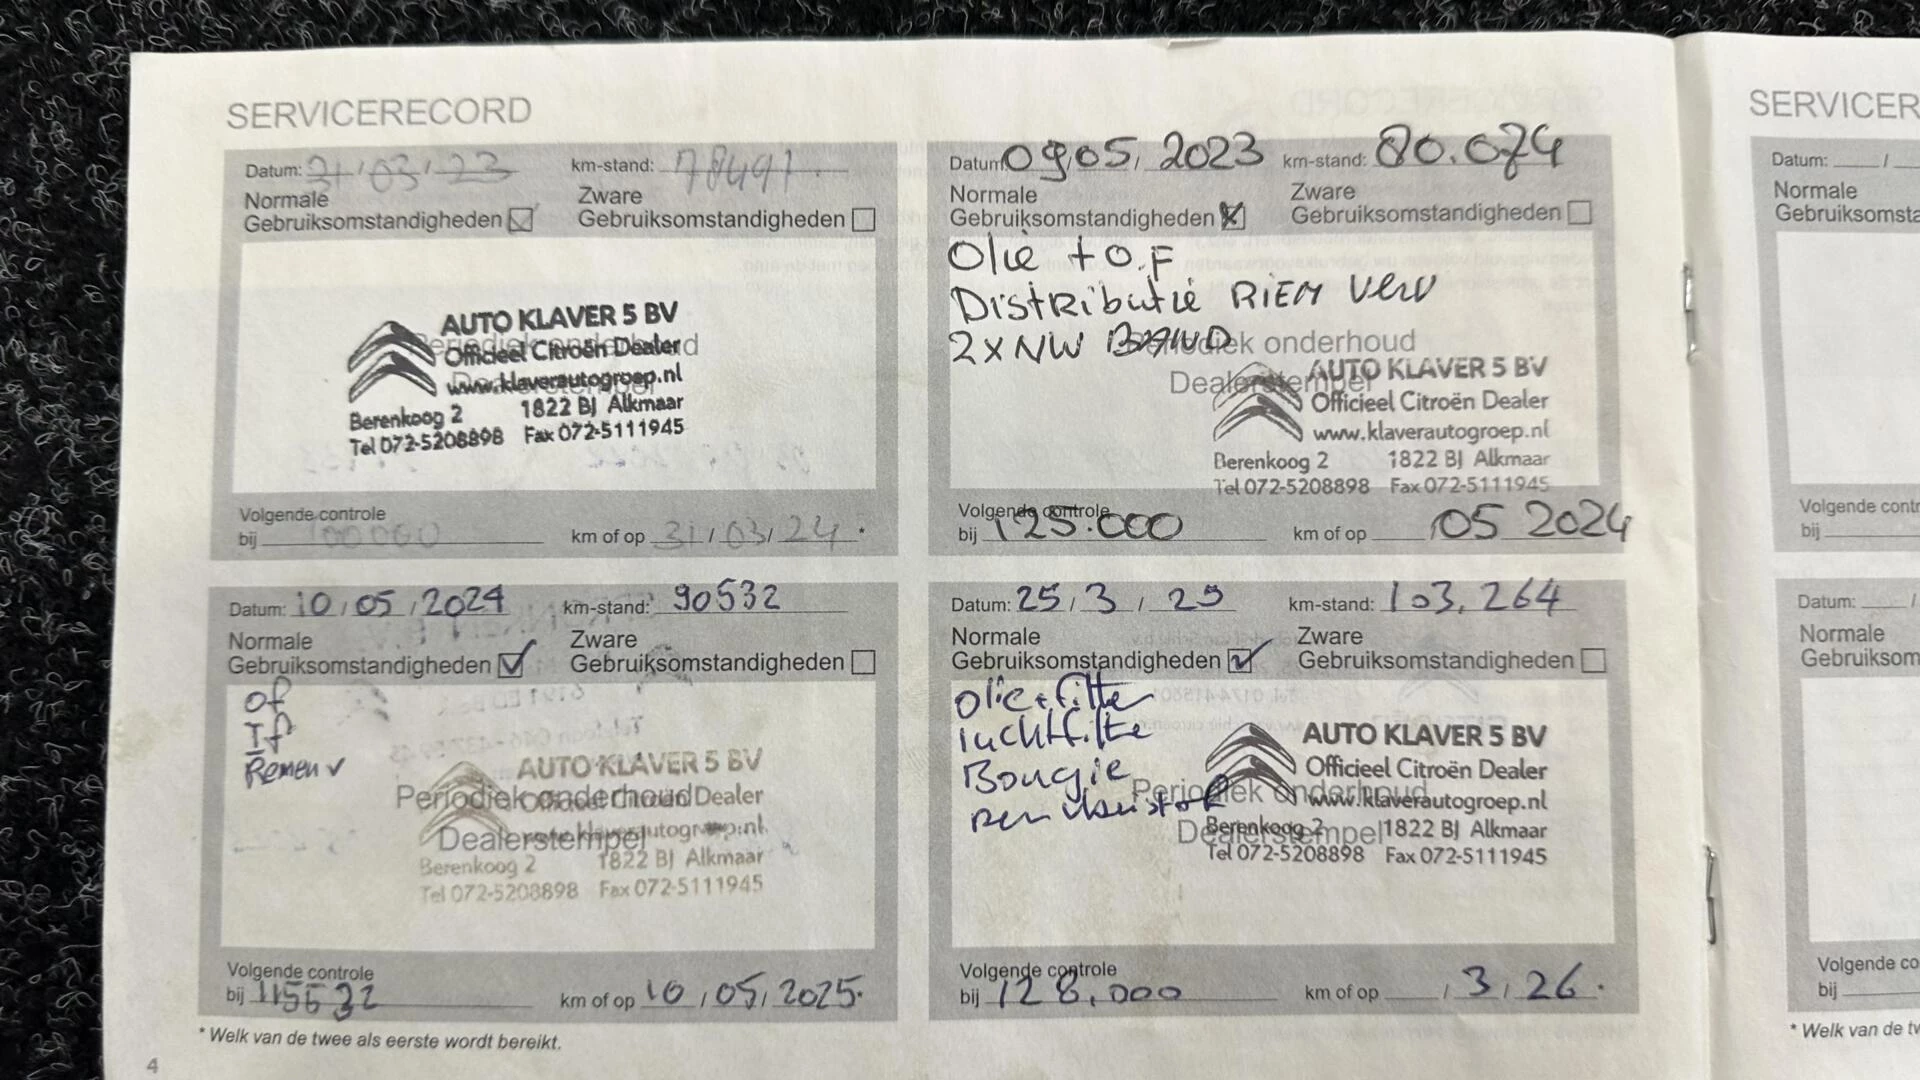 SERVICERECORD
Datum: 31/03/23 km-stand: 78491
Normale Zware
Gebruiksomstandigheden Gebruiksomstandigheden
AUTO KLAVER 5 BV
Officieel Citroën Dealer
www.klaverautogroep.nl
Berenkoog 2 1822 BJ Alkmaar
Tel 072-5208898 Fax 072-5111945
Periodiek onderhoud
Dealerstempel
Volgende controle
bij 100000 km of op 31/03/24 *
Datum: 09/05/2023 km-stand: 80.074
Normale Zware
Gebruiksomstandigheden Gebruiksomstandigheden
Olie + O.F
Distributie RIEM Verv
2x NW BAND
Periodiek onderhoud
Dealerstempel
AUTO KLAVER 5 BV
Officieel Citroën Dealer
www.klaverautogroep.nl
Berenkoog 2 1822 BJ Alkmaar
Tel 072-5208898 Fax 072-5111945
Volgende controle
bij 125.000 km of op 05 2024
Datum: 10/05/2024 km-stand: 90532
Normale Zware
Gebruiksomstandigheden Gebruiksomstandigheden
of
If
Remen v
AUTO KLAVER 5 BV
Periodiek onderhoud
Officieel Citroën Dealer
Dealerstempel
www.klaverautogroep.nl
Berenkoog 2 1822 BJ Alkmaar
Tel 072-5208898 Fax 072-5111945
Volgende controle
bij 115532 km of op 10/05/2025.
Datum: 25/3/25 km-stand: 103.264
Normale Zware
Gebruiksomstandigheden Gebruiksomstandigheden
olie + filte
luchtfilte
Bougie
AUTO KLAVER 5 BV
Officieel Citroën Dealer
Periodiek onderhoud
www.klaverautogroep.nl
Dealerstempel
Berenkoog 2 1822 BJ Alkmaar
Tel 072-5208898 Fax 072-5111945
Volgende controle
bij 128.000 km of op /3/26.
* Welk van de twee als eerste wordt bereikt.
4
SERVICER
Datum: /
Normale
Gebruiksomsta
Volgende contr
bij
Datum: /
Normale
Gebruiksom
Volgende co
bij
* Welk van de tw